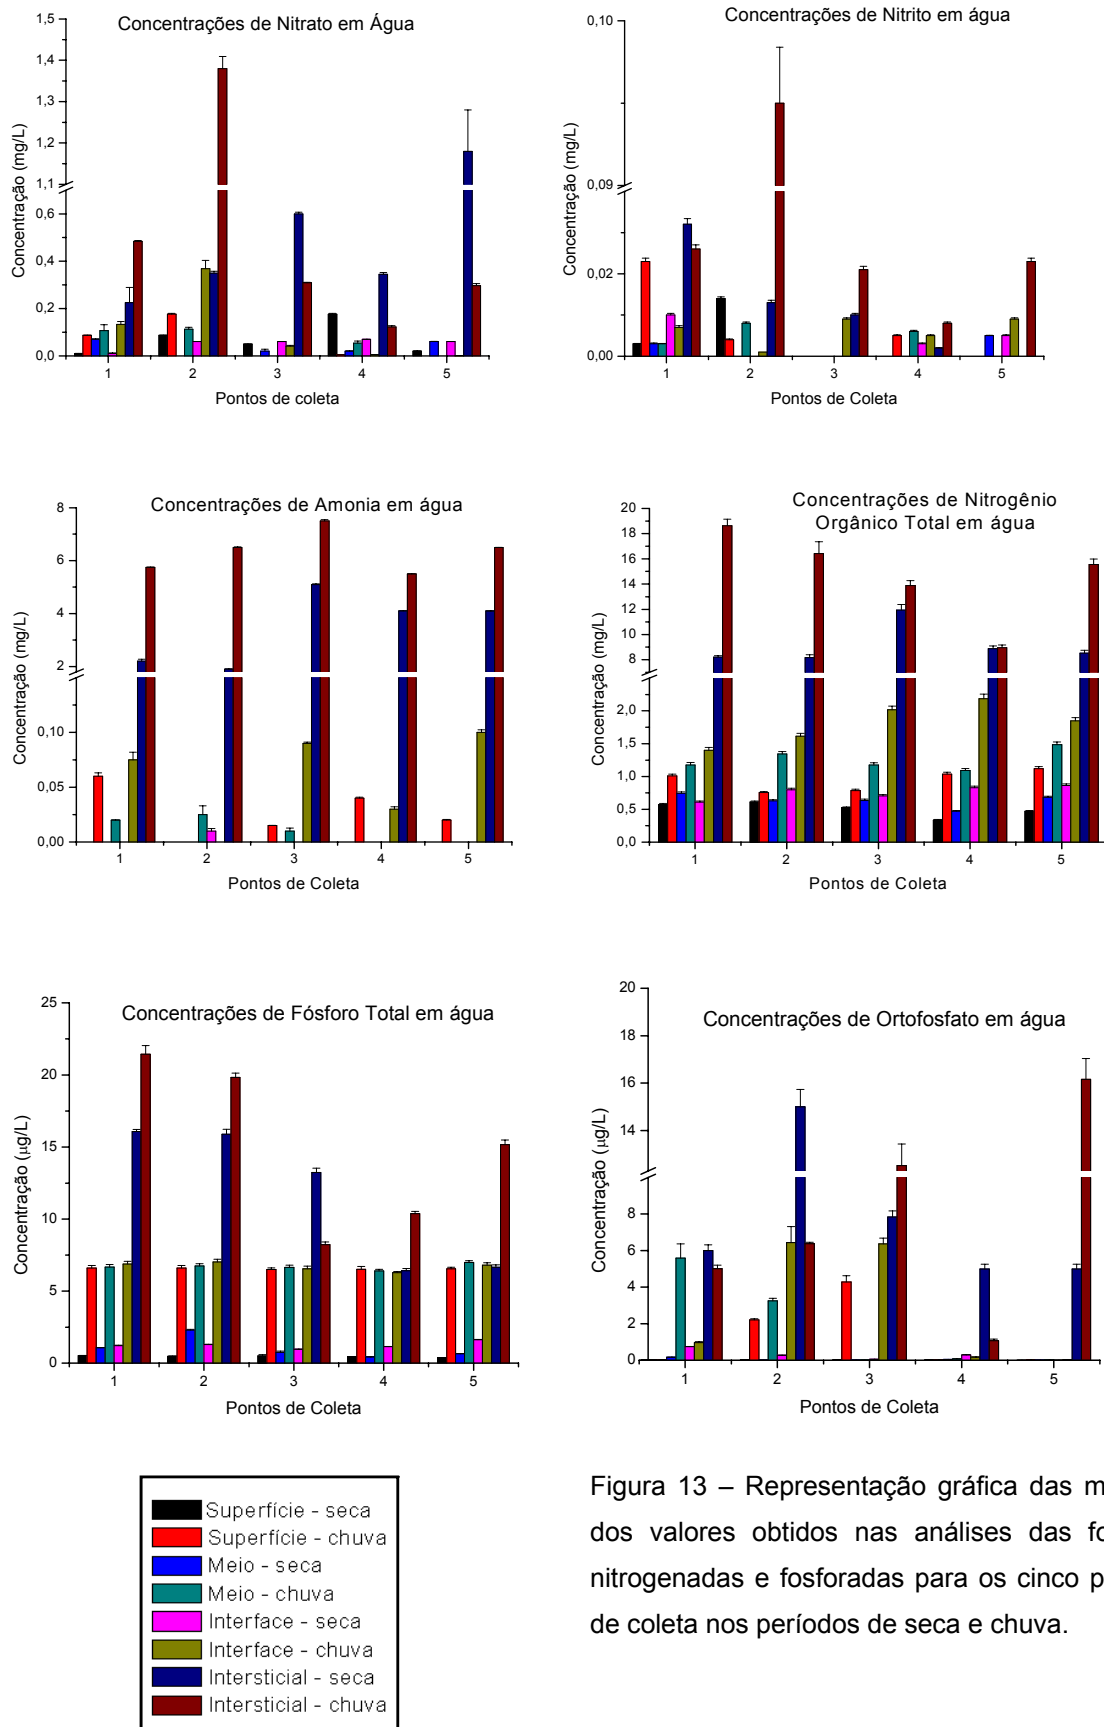 Concentrações de Nitrato em Água
1,5
1,4
1,3
1,2
1,1
0,6
0,4
0,2
0,0
Concentração (mg/L)
1 2 3 4 5
Pontos de coleta
Concentrações de Nitrito em água
0,10
0,09
0,02
0,00
Concentração (mg/L)
1 2 3 4 5
Pontos de Coleta
Concentrações de Amonia em água
8
6
4
2
0,10
0,05
0,00
Concentração (mg/L)
1 2 3 4 5
Pontos de Coleta
Concentrações de Nitrogênio
Orgânico Total em água
20
18
16
14
12
10
8
2,0
1,5
1,0
0,5
0,0
Concentração (mg/L)
1 2 3 4 5
Pontos de Coleta
Concentrações de Fósforo Total em água
25
20
15
10
5
0
Concentração (µg/L)
1 2 3 4 5
Pontos de Coleta
Concentrações de Ortofosfato em água
20
18
16
14
8
6
4
2
0
Concentração (µg/L)
1 2 3 4 5
Pontos de Coleta
Superfície - seca
Superfície - chuva
Meio - seca
Meio - chuva
Interface - seca
Interface - chuva
Intersticial - seca
Intersticial - chuva
Figura 13 – Representação gráfica das m
dos valores obtidos nas análises das fo
nitrogenadas e fosforadas para os cinco p
de coleta nos períodos de seca e chuva.